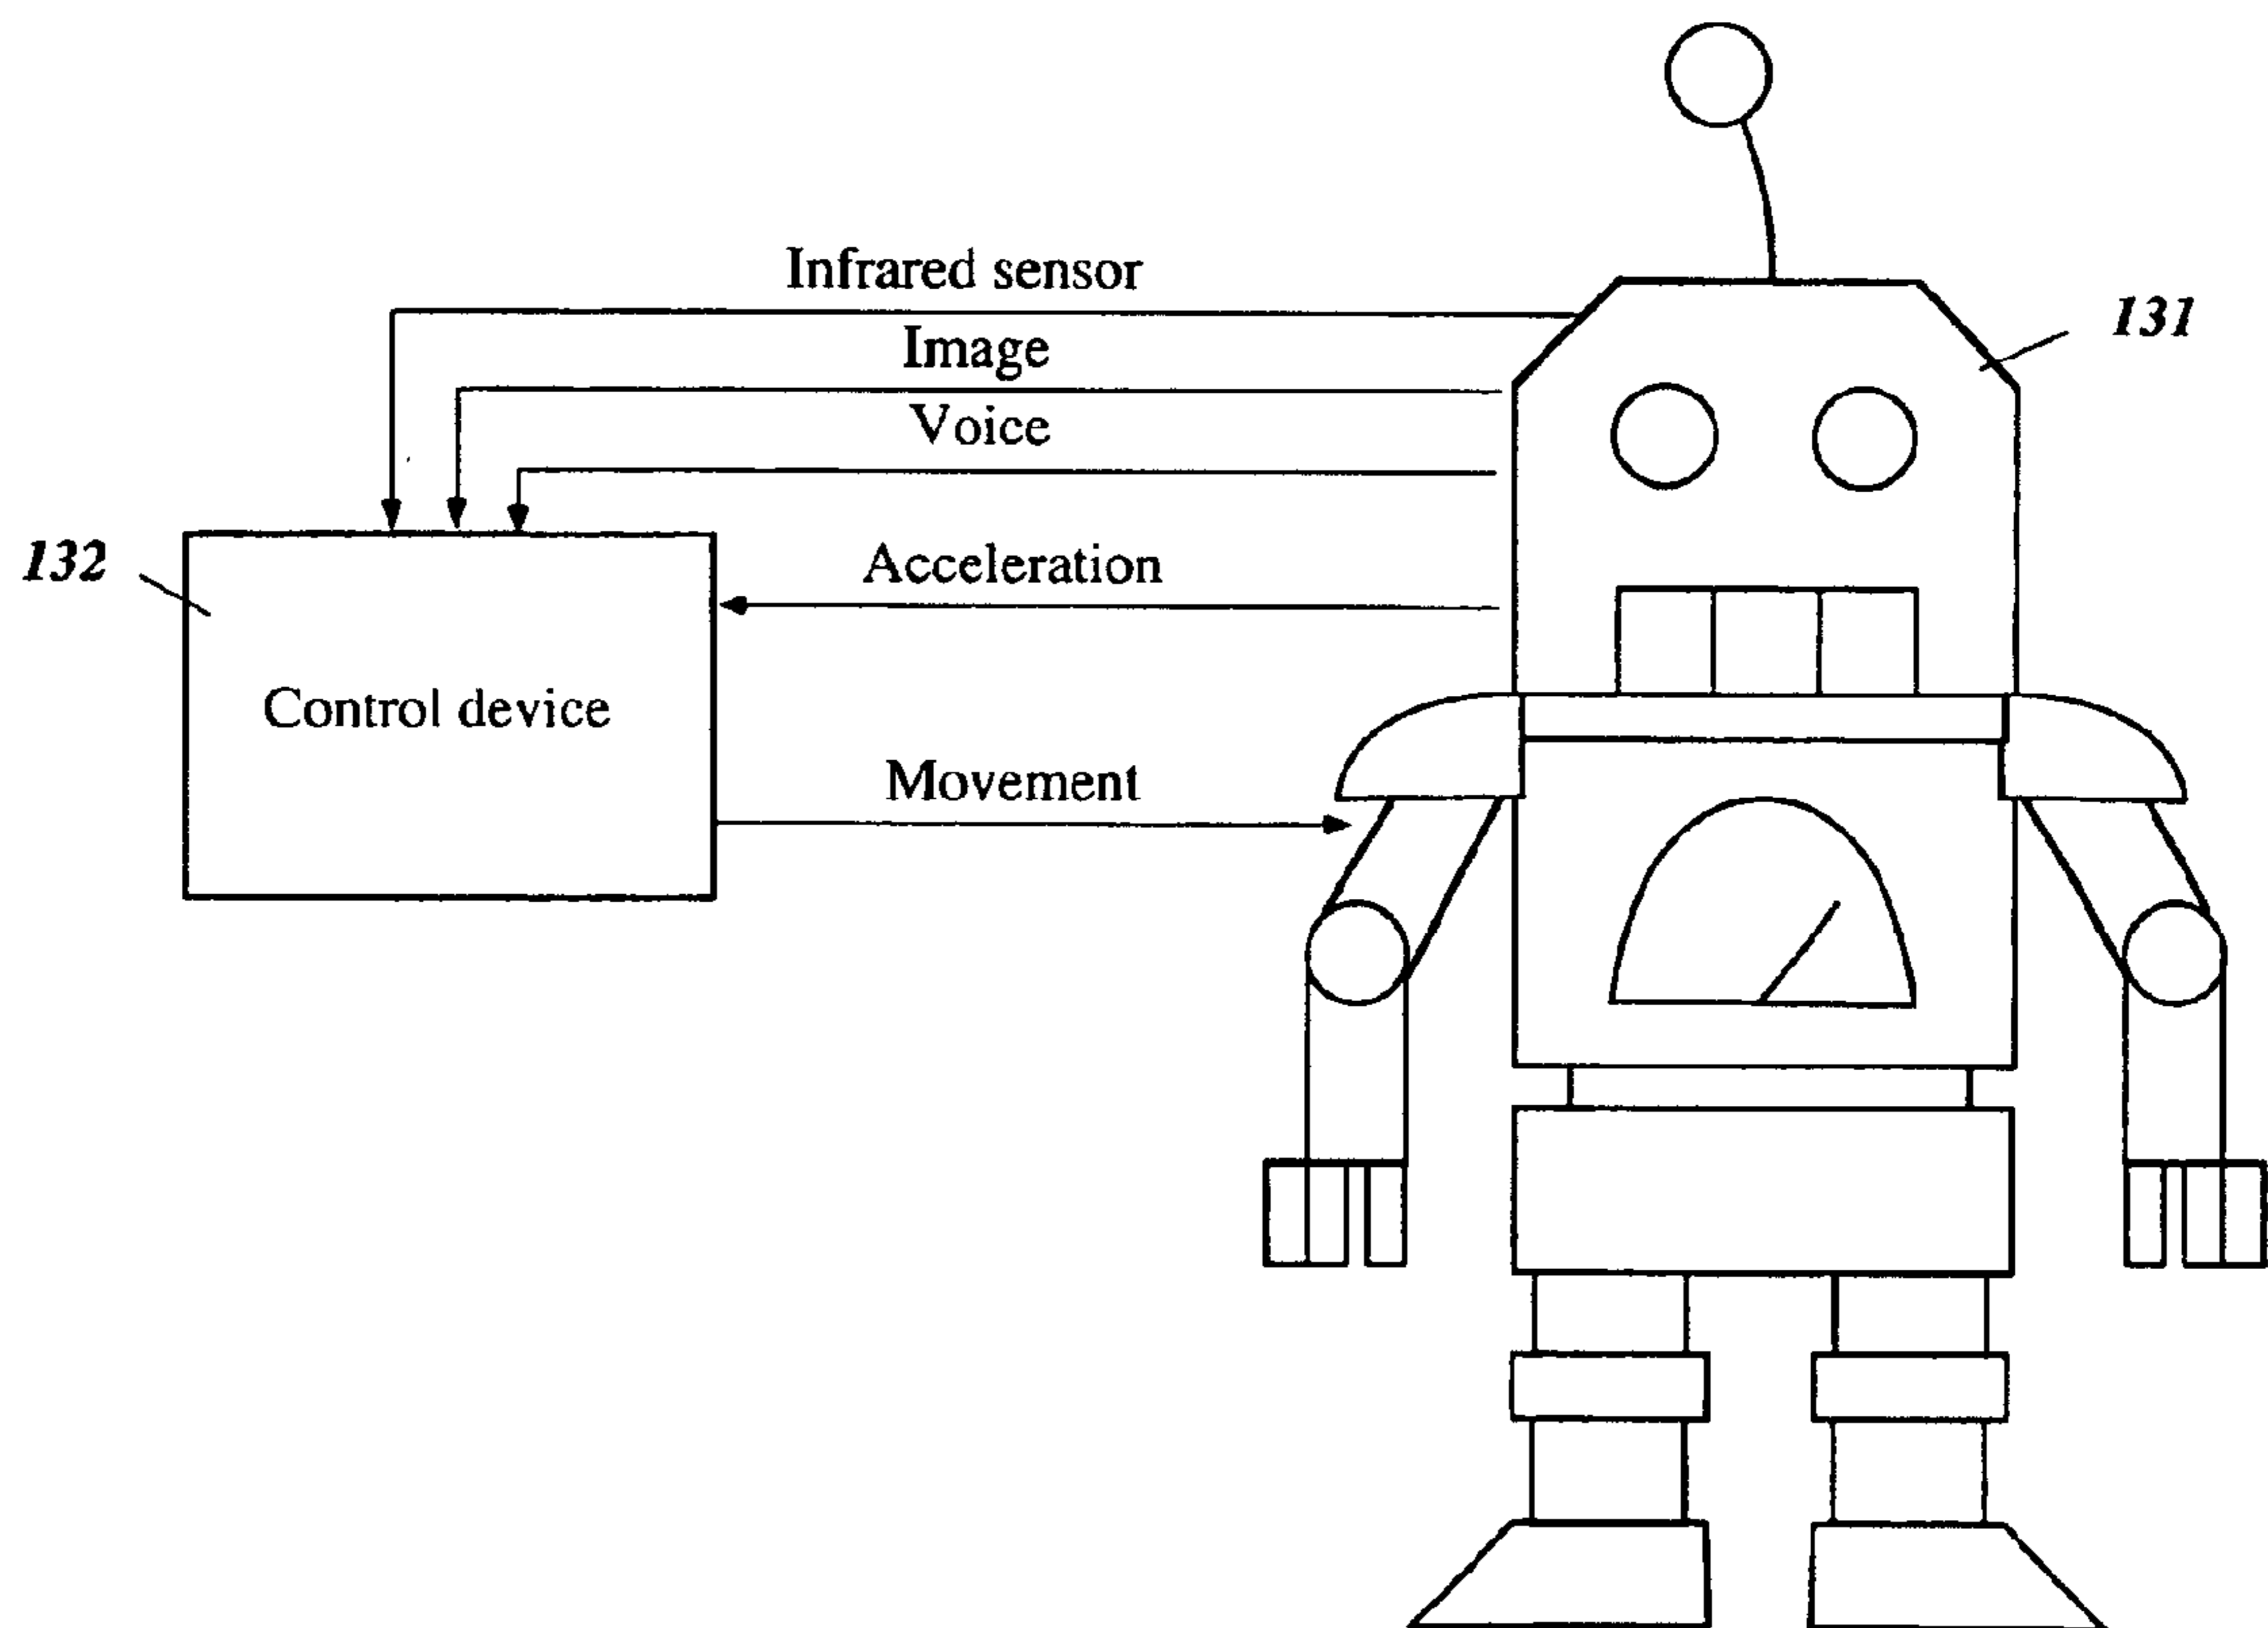 Infrared sensor
131
Image
Voice
132
Acceleration
Control device
Movement